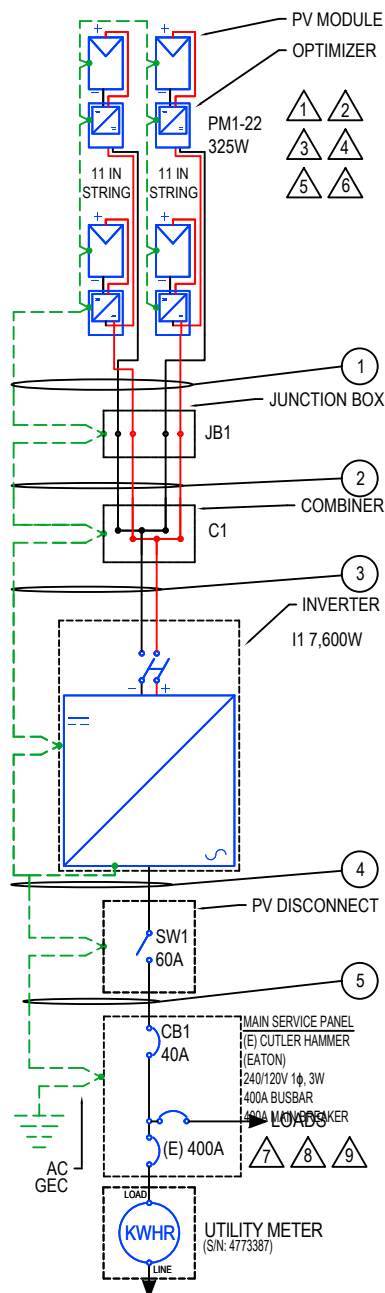 PV MODULE
OPTIMIZER
PM1-22
325W
1 2
3 4
5 6
+ +
− −
11 IN
STRING
11 IN
STRING
+ +
− −
1
JUNCTION BOX
JB1
2
COMBINER
C1
3
INVERTER
I1 7,600W
− +
4
PV DISCONNECT
SW1
60A
5
CB1
40A
MAIN SERVICE PANEL
(E) CUTLER HAMMER
(EATON)
240/120V 1ϕ, 3W
400A BUSBAR
400A MAIN BREAKER
LOADS
(E) 400A
7 8 9
AC
GEC
LOAD
KWHR
UTILITY METER
(S/N: 4773387)
LINE